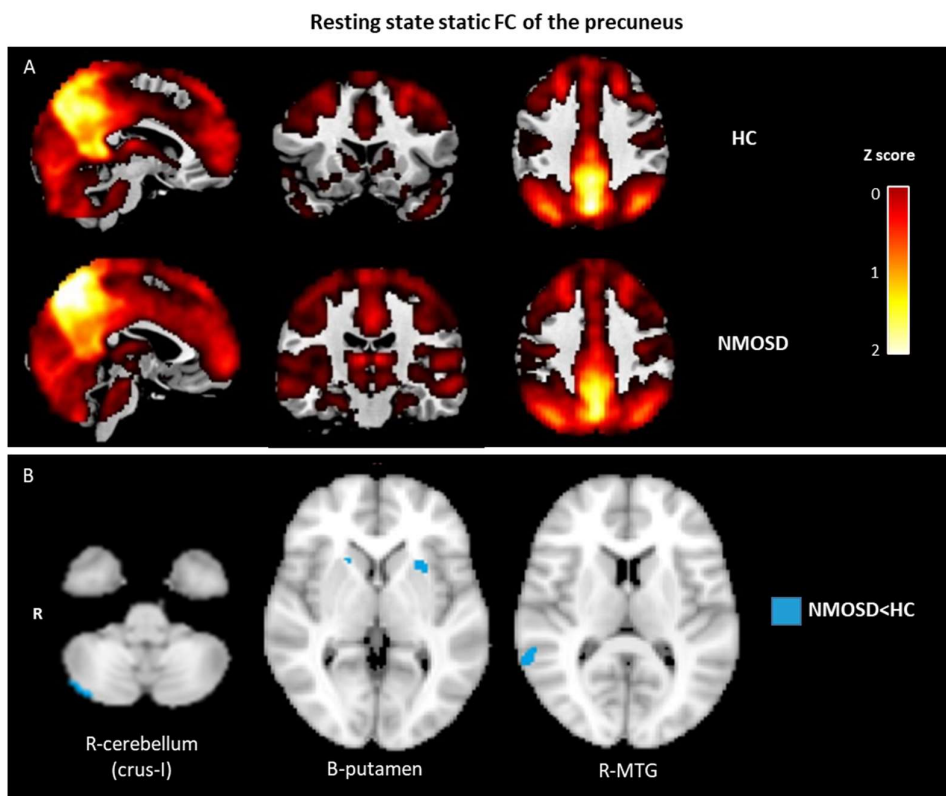 Resting state static FC of the precuneus
A
HC
Z score
0
1
2
NMOSD
B
R
NMOSD<HC
R-cerebellum
(crus-I)
B-putamen
R-MTG